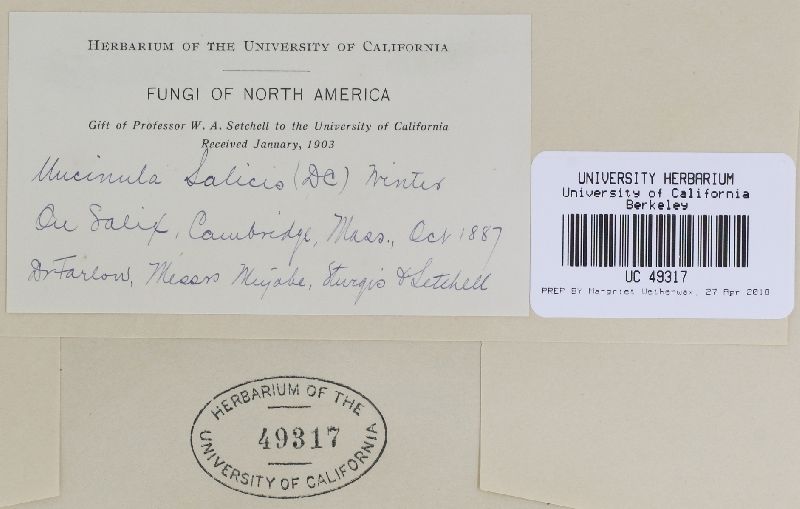 HERBARIUM OF THE UNIVERSITY OF CALIFORNIA
FUNGI OF NORTH AMERICA
Gift of Professor W. A. Setchell to the University of California
Received January, 1903
Uncinula Salicis (DC) Winter
On Salix, Cambridge, Mass., Oct 1887
Dr Farlow, Messrs Miyabe, Sturgis & Setchell
UNIVERSITY HERBARIUM
University of California
Berkeley
UC 49317
PREP BY Margriet Wetherwax, 27 Apr 2018
HERBARIUM OF THE
49317
UNIVERSITY OF CALIFORNIA